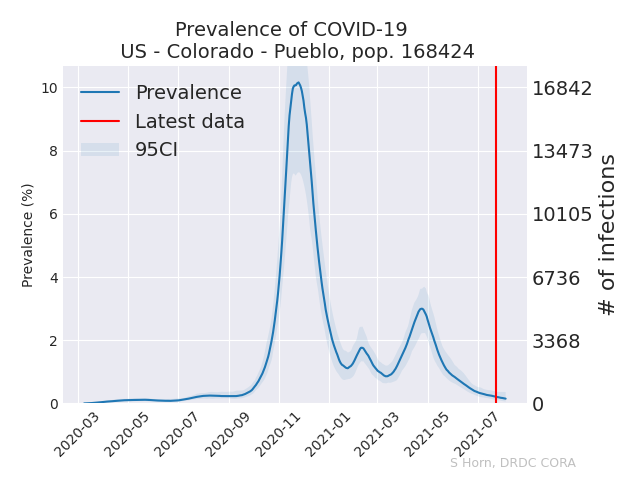 Prevalence of COVID-19
US - Colorado - Pueblo, pop. 168424
Prevalence
Latest data
95CI
Prevalence (%)
10
8
6
4
2
0
16842
13473
10105
6736
3368
0
# of infections
2020-03
2020-05
2020-07
2020-09
2020-11
2021-01
2021-03
2021-05
2021-07
S Horn, DRDC CORA